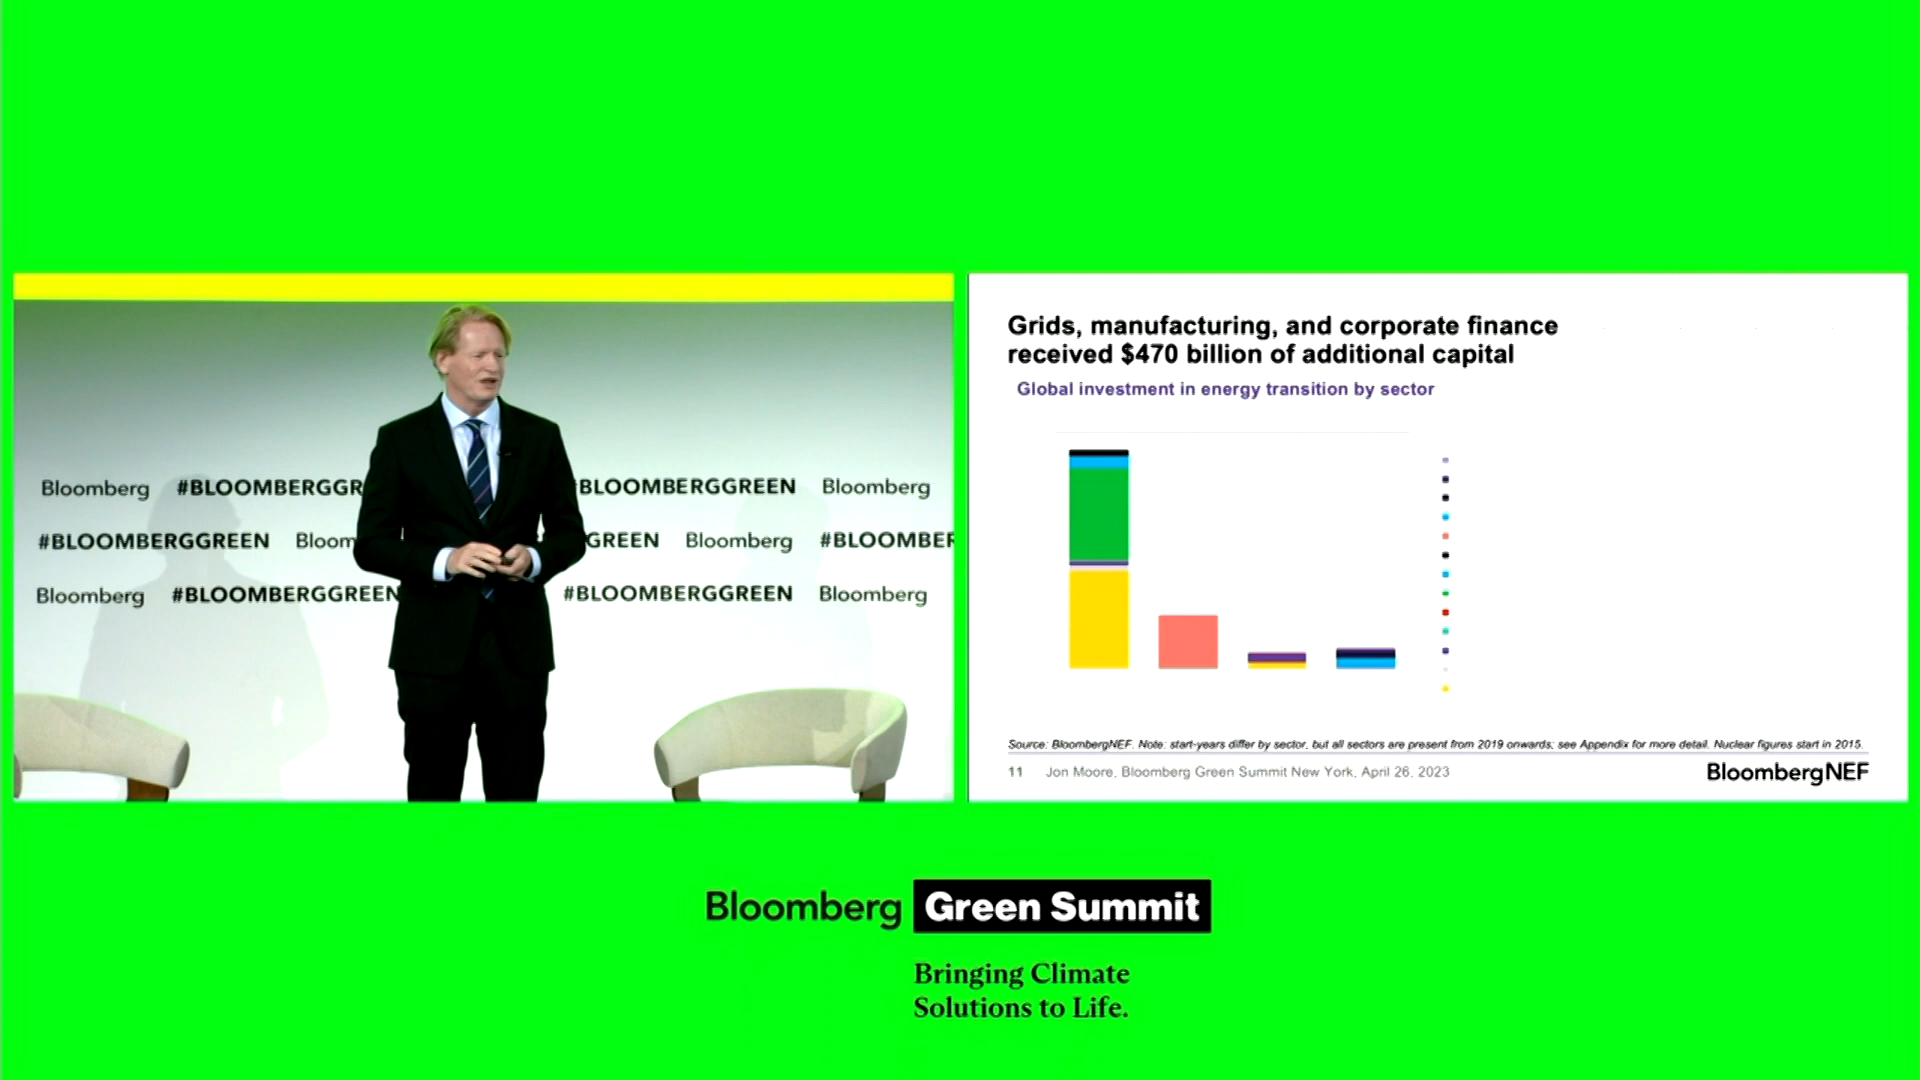 Bloomberg #BLOOMBERGGR #BLOOMBERGGREEN Bloomberg
#BLOOMBERGGREEN Bloom GREEN Bloomberg #BLOOMBER
Bloomberg #BLOOMBERGGREEN #BLOOMBERGGREEN Bloomberg
Grids, manufacturing, and corporate finance
received $470 billion of additional capital
Global investment in energy transition by sector
Source: BloombergNEF. Note: start-years differ by sector, but all sectors are present from 2019 onwards; see Appendix for more detail. Nuclear figures start in 2015.
11 Jon Moore, Bloomberg Green Summit New York, April 26, 2023
BloombergNEF
Bloomberg Green Summit
Bringing Climate
Solutions to Life.